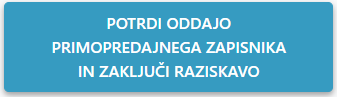 POTRDI ODDAJO
PRIMOPREDAJNEGA ZAPISNIKA
IN ZAKLJUČI RAZISKAVO